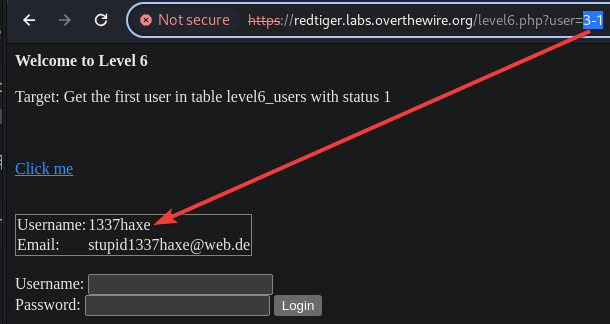 Not secure https://redtiger.labs.overthewire.org/level6.php?user=3-1
Welcome to Level 6
Target: Get the first user in table level6_users with status 1
Click me
Username: 1337haxe
Email: stupid1337haxe@web.de
Username:
Password: Login